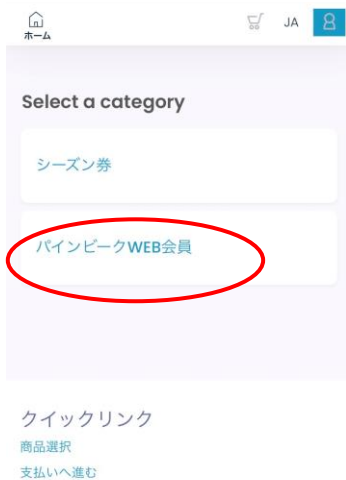 ホーム
JA
Select a category
シーズン券
パインピークWEB会員
クイックリンク
商品選択
支払いへ進む